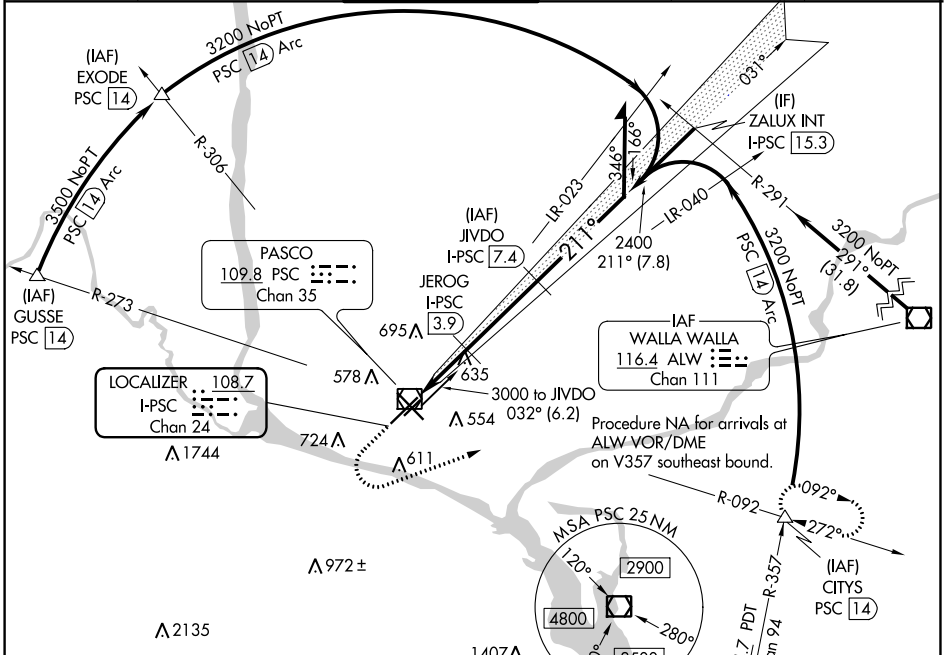 3200 NoPT
PSC 14 Arc
(IAF)
EXODE
PSC 14
031°
(IF)
ZALUX INT
I-PSC 15.3
R-306
3500 NoPT
PSC 14 Arc
346°
166°
LR-023
R-291
LR-040
(IAF)
JIVDO
I-PSC 7.4
211°
2400
211° (7.8)
3200 NoPT
291°
(31.8)
3200 NoPT
PSC 14 Arc
PASCO
109.8 PSC
Chan 35
JEROG
I-PSC
3.9
(IAF)
GUSSE
PSC 14
R-273
695
IAF
WALLA WALLA
116.4 ALW
Chan 111
LOCALIZER 108.7
I-PSC
Chan 24
578
635
3000 to JIVDO
032° (6.2)
554
724
611
1744
Procedure NA for arrivals at
ALW VOR/DME
on V357 southeast bound.
R-092
092°
272°
(IAF)
CITYS
PSC 14
MSA PSC 25 NM
120°
2900
4800
280°
R-357
PDT
972 ±
2135
1407